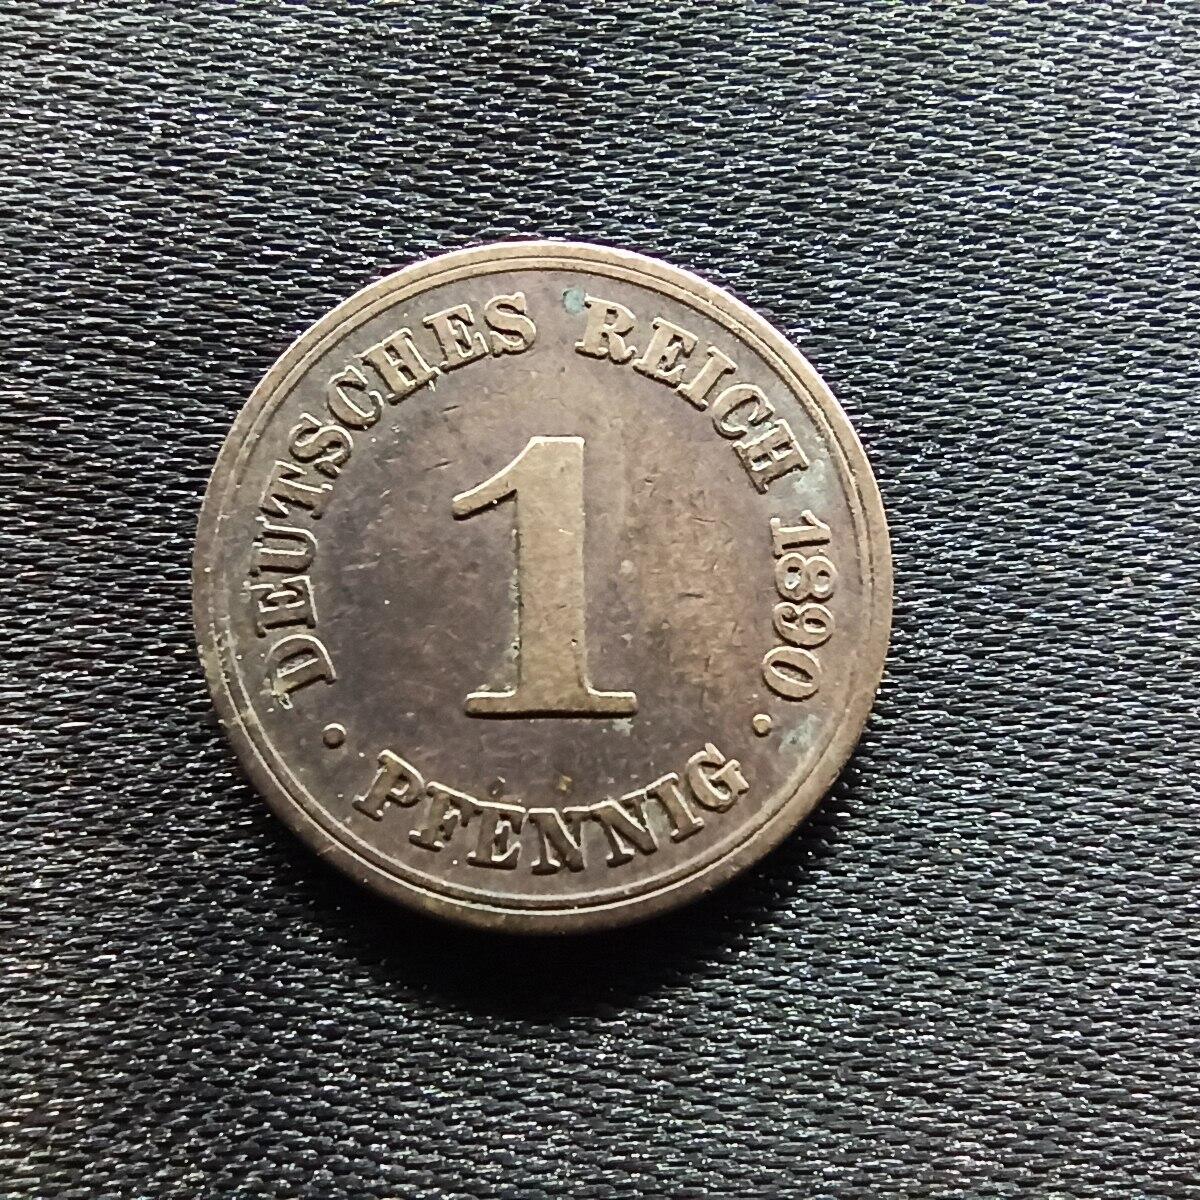 DEUTSCHES REICH 1890
1
PFENNIG